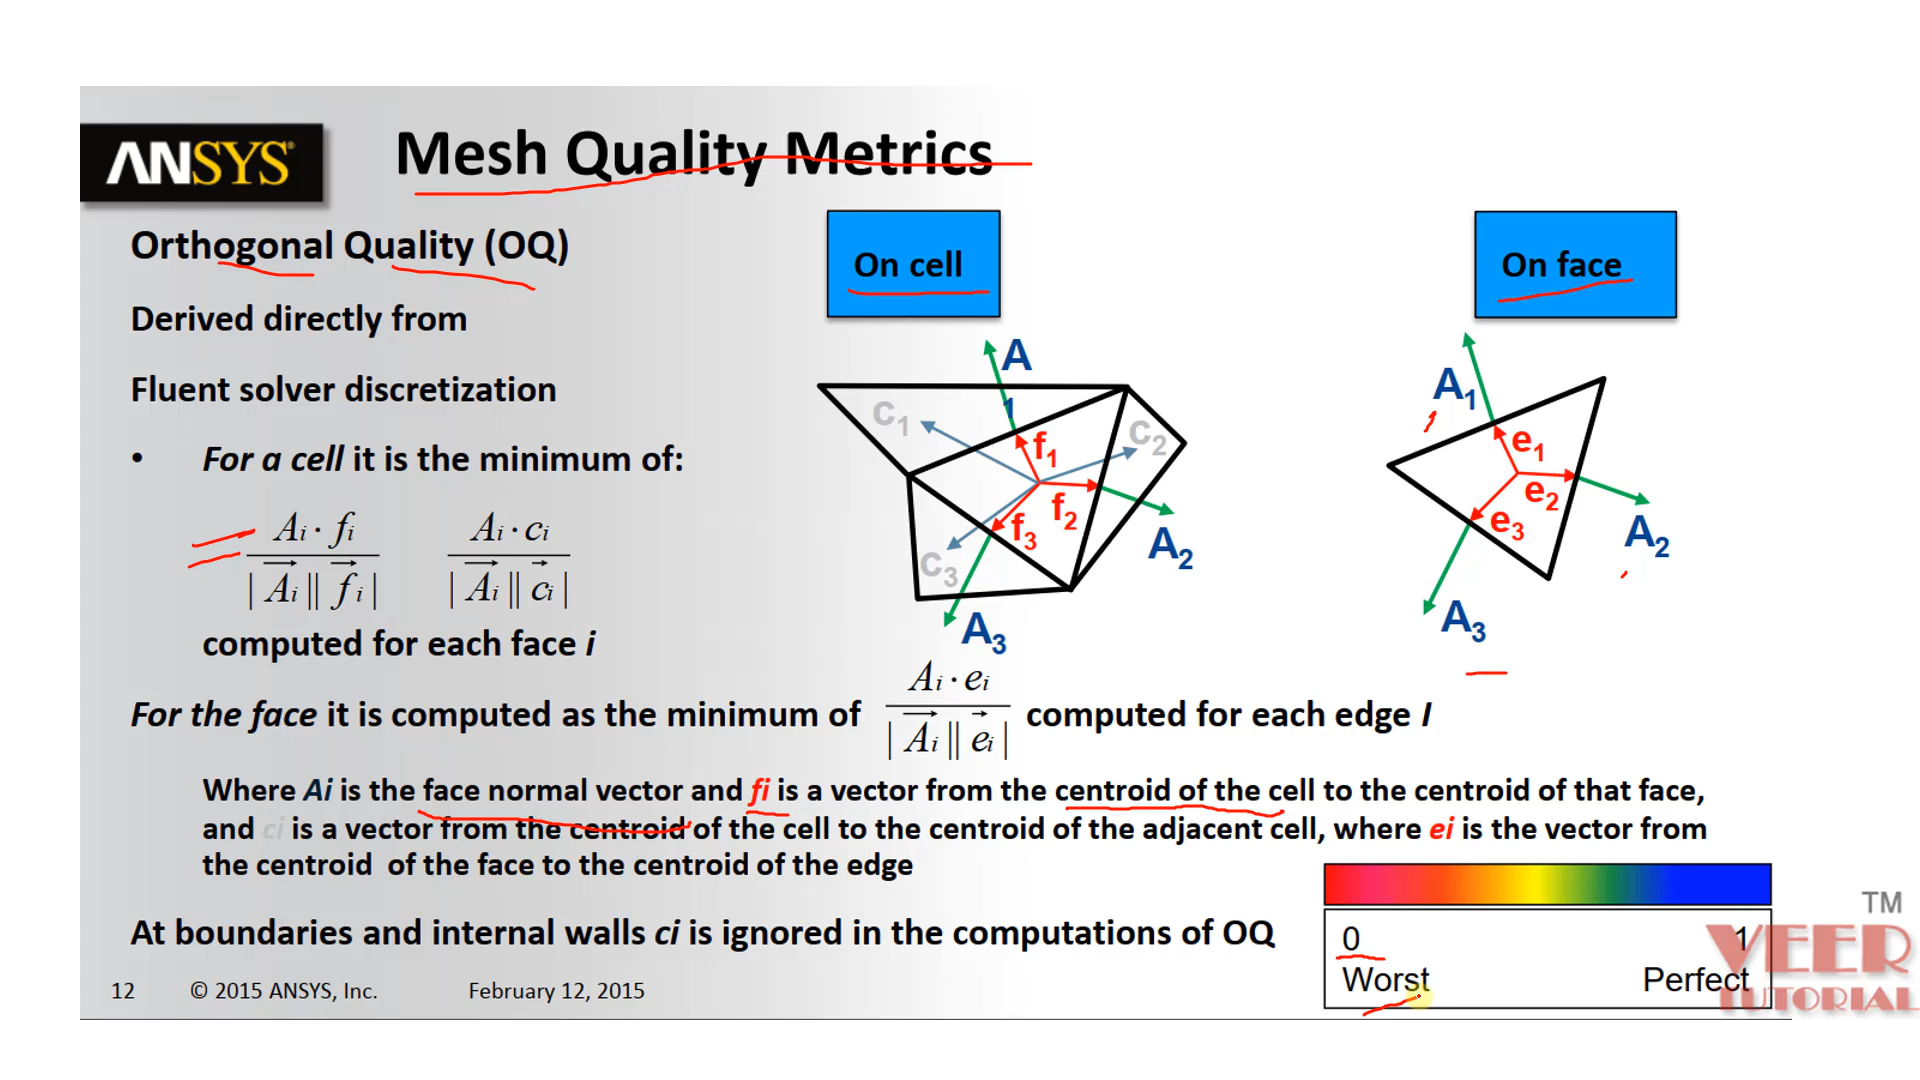 ANSYS
Mesh Quality Metrics
Orthogonal Quality (OQ)
On cell
On face
Derived directly from
Fluent solver discretization
• For a cell it is the minimum of:
Ai · fi
| Ai || fi |
Ai · ci
| Ai || ci |
computed for each face i
A
1
c1
c2
c3
f1
f2
f3
A2
A3
A1
e1
e2
e3
A2
A3
For the face it is computed as the minimum of
Ai · ei
| Ai || ei |
computed for each edge I
Where Ai is the face normal vector and fi is a vector from the centroid of the cell to the centroid of that face,
and ci is a vector from the centroid of the cell to the centroid of the adjacent cell, where ei is the vector from
the centroid of the face to the centroid of the edge
At boundaries and internal walls ci is ignored in the computations of OQ
0 1
Worst Perfect
12 © 2015 ANSYS, Inc. February 12, 2015
TM
VEER
TUTORIAL